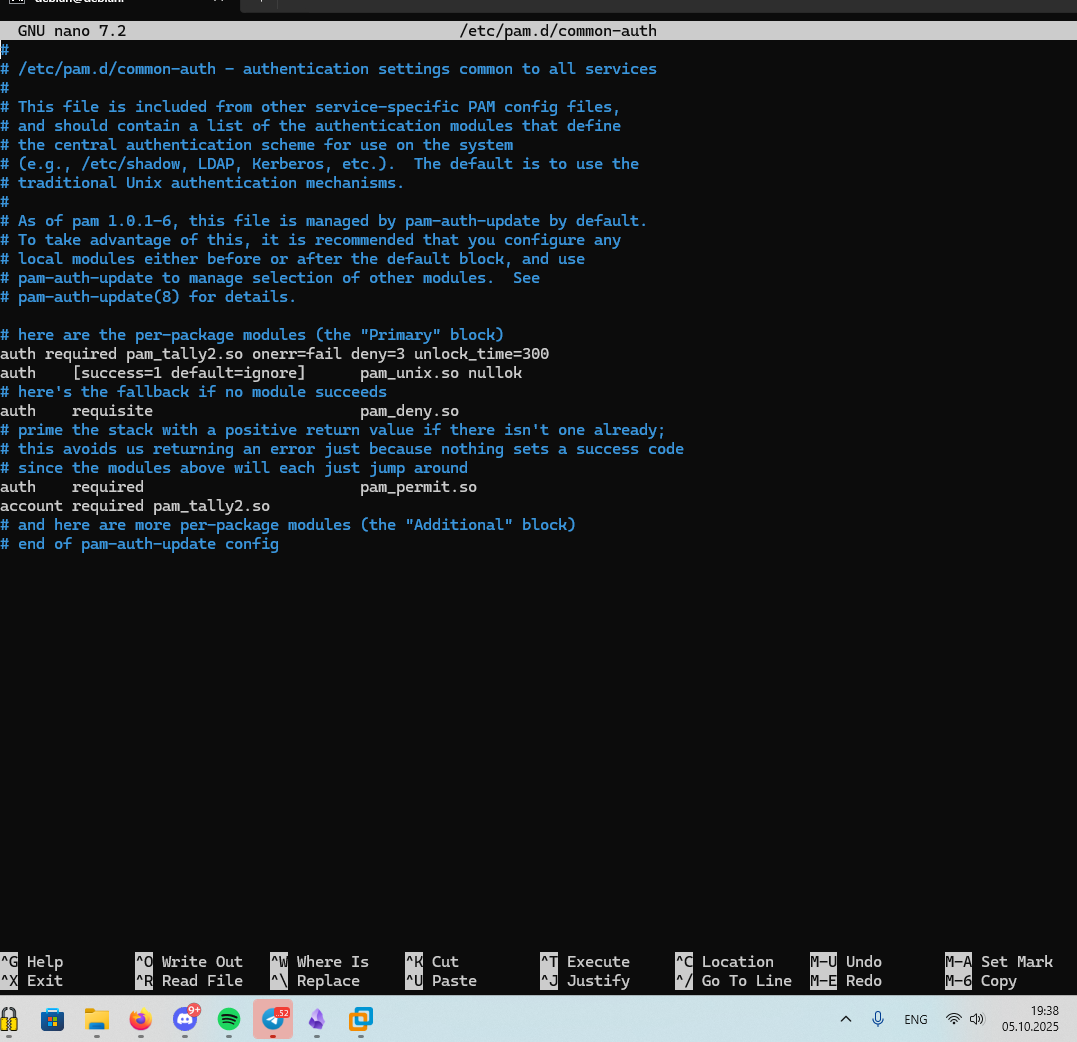 GNU nano 7.2 /etc/pam.d/common-auth
#
# /etc/pam.d/common-auth - authentication settings common to all services
#
# This file is included from other service-specific PAM config files,
# and should contain a list of the authentication modules that define
# the central authentication scheme for use on the system
# (e.g., /etc/shadow, LDAP, Kerberos, etc.).  The default is to use the
# traditional Unix authentication mechanisms.
#
# As of pam 1.0.1-6, this file is managed by pam-auth-update by default.
# To take advantage of this, it is recommended that you configure any
# local modules either before or after the default block, and use
# pam-auth-update to manage selection of other modules.  See
# pam-auth-update(8) for details.
# here are the per-package modules (the "Primary" block)
auth required pam_tally2.so onerr=fail deny=3 unlock_time=300
auth    [success=1 default=ignore]      pam_unix.so nullok
# here's the fallback if no module succeeds
auth    requisite                       pam_deny.so
# prime the stack with a positive return value if there isn't one already;
# this avoids us returning an error just because nothing sets a success code
# since the modules above will each just jump around
auth    required                        pam_permit.so
account required pam_tally2.so
# and here are more per-package modules (the "Additional" block)
# end of pam-auth-update config
^G Help ^O Write Out ^W Where Is ^K Cut ^T Execute ^C Location M-U Undo M-A Set Mark
^X Exit ^R Read File ^\ Replace ^U Paste ^J Justify ^/ Go To Line M-E Redo M-6 Copy
9+ 52 ENG 19:38
05.10.2025